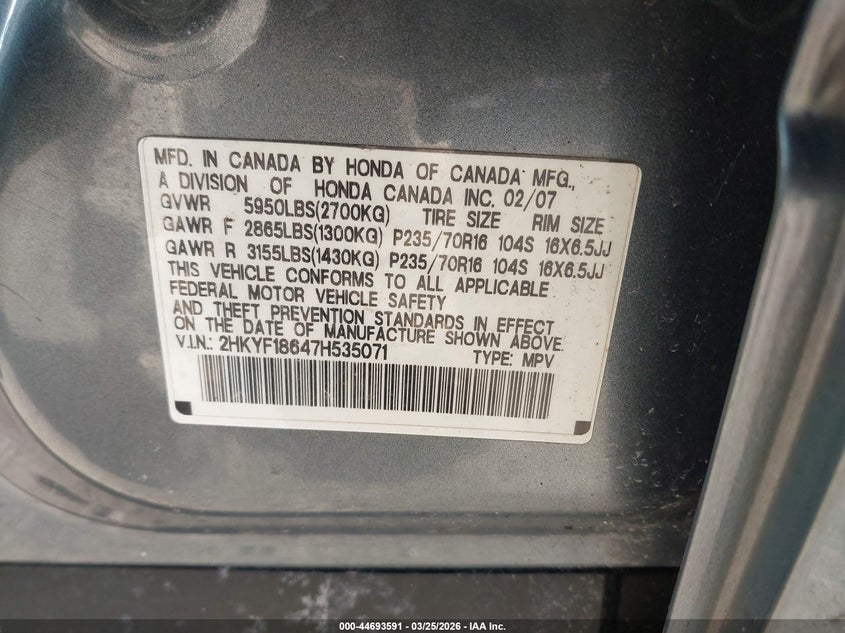 MFD. IN CANADA BY HONDA OF CANADA MFG.,
A DIVISION OF HONDA CANADA INC. 02/07
GVWR 5950LBS(2700KG) TIRE SIZE RIM SIZE
GAWR F 2865LBS(1300KG) P235/70R16 104S 16X6.5JJ
GAWR R 3155LBS(1430KG) P235/70R16 104S 16X6.5JJ
THIS VEHICLE CONFORMS TO ALL APPLICABLE
FEDERAL MOTOR VEHICLE SAFETY
AND THEFT PREVENTION STANDARDS IN EFFECT
ON THE DATE OF MANUFACTURE SHOWN ABOVE.
V.I.N.: 2HKYF18647H535071 TYPE: MPV
000-44693591 - 03/25/2026 - IAA Inc.